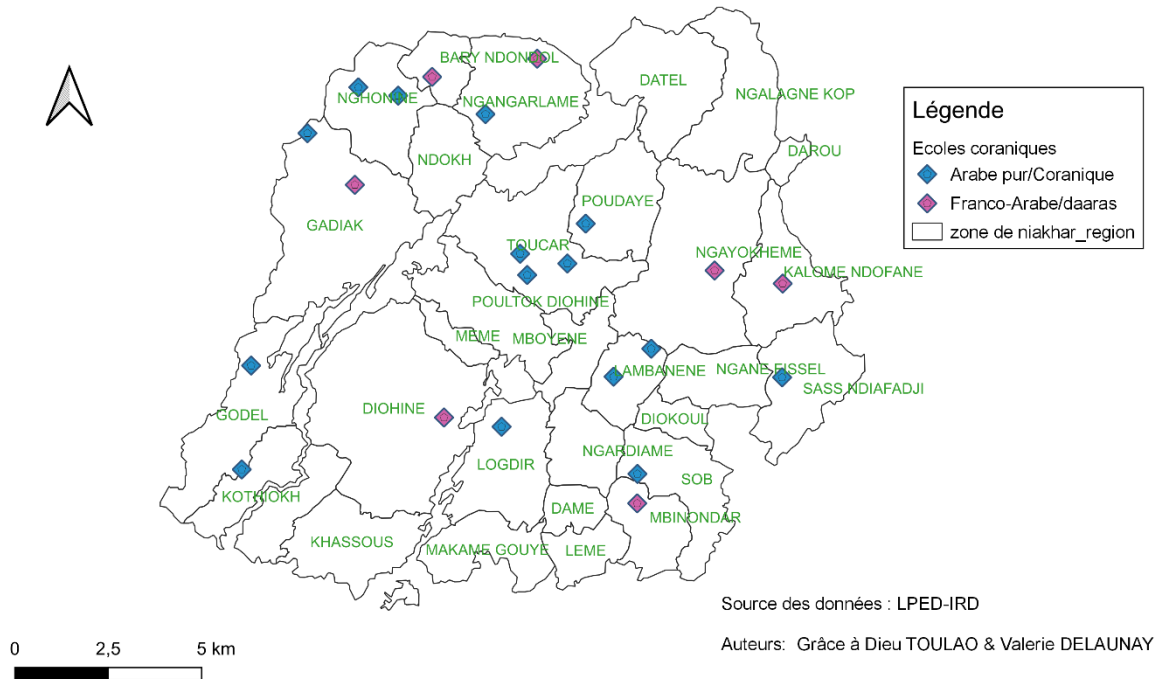 BARY NDONDOL
DATEL
NGALAGNE KOP
NGANGARLAME
DAROU
NDOKH
POUDAYE
GADIAK
TOUCAR
NGAYOKHEME
KALOME NDOFANE
POULTOK DIOHINE
MEME
MBOYENE
LAMBANENE
NGANE FISSEL
SASS NDIAFADJI
DIOHINE
GODEL
DIOKOUL
NGARDIAME
LOGDIR
SOB
KOTHIOKH
DAME
MBINONDAR
KHASSOUS
MAKAME GOUYE
LEME
Légende
Ecoles coraniques
Arabe pur/Coranique
Franco-Arabe/daaras
zone de niakhar_region
Source des données : LPED-IRD
Auteurs: Grâce à Dieu TOULAO & Valerie DELAUNAY
0 2,5 5 km